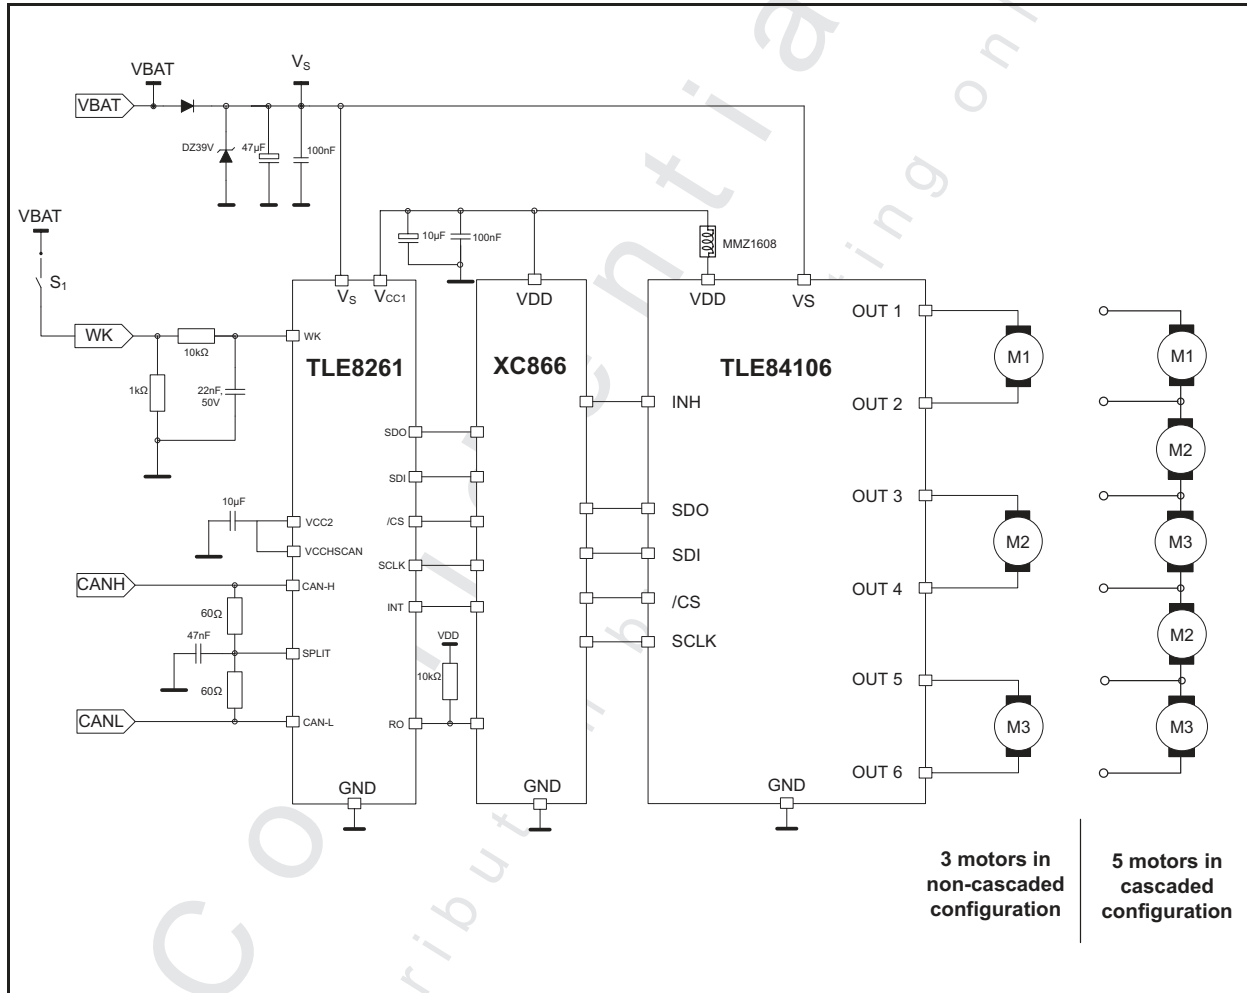 VBAT
VS
VBAT
DZ39V
47µF
100nF
VBAT
S1
WK
10kΩ
1kΩ
22nF,
50V
10µF
100nF
MMZ1608
VS
VCC1
VDD
VDD
VS
WK
TLE8261
XC866
TLE84106
OUT 1
OUT 2
OUT 3
OUT 4
OUT 5
OUT 6
INH
SDO
SDI
/CS
SCLK
SDO
SDI
/CS
SCLK
INT
RO
VDD
10kΩ
10µF
VCC2
VCCHSCAN
CANH
CAN-H
60Ω
47nF
SPLIT
60Ω
CANL
CAN-L
GND
GND
GND
M1
M2
M3
M1
M2
M3
M2
M3
3 motors in
non-cascaded
configuration
5 motors in
cascaded
configuration